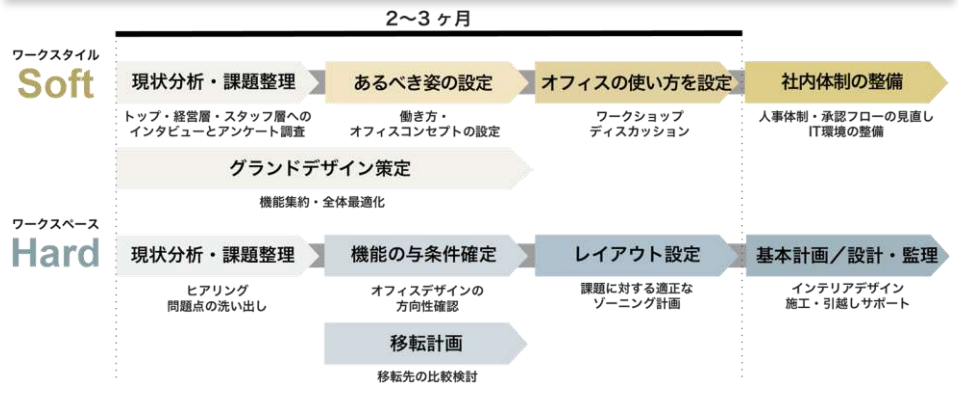 2〜3 ヶ月
ワークスタイル
Soft
現状分析・課題整理
あるべき姿の設定
オフィスの使い方を設定
社内体制の整備
トップ・経営層・スタッフ層への
インタビューとアンケート調査
働き方・
オフィスコンセプトの設定
ワークショップ
ディスカッション
人事体制・承認フローの見直し
IT環境の整備
グランドデザイン策定
機能集約・全体最適化
ワークスペース
Hard
現状分析・課題整理
機能の与条件確定
レイアウト設定
基本計画／設計・監理
ヒアリング
問題点の洗い出し
オフィスデザインの
方向性確認
課題に対する適正な
ゾーニング計画
インテリアデザイン
施工・引越しサポート
移転計画
移転先の比較検討